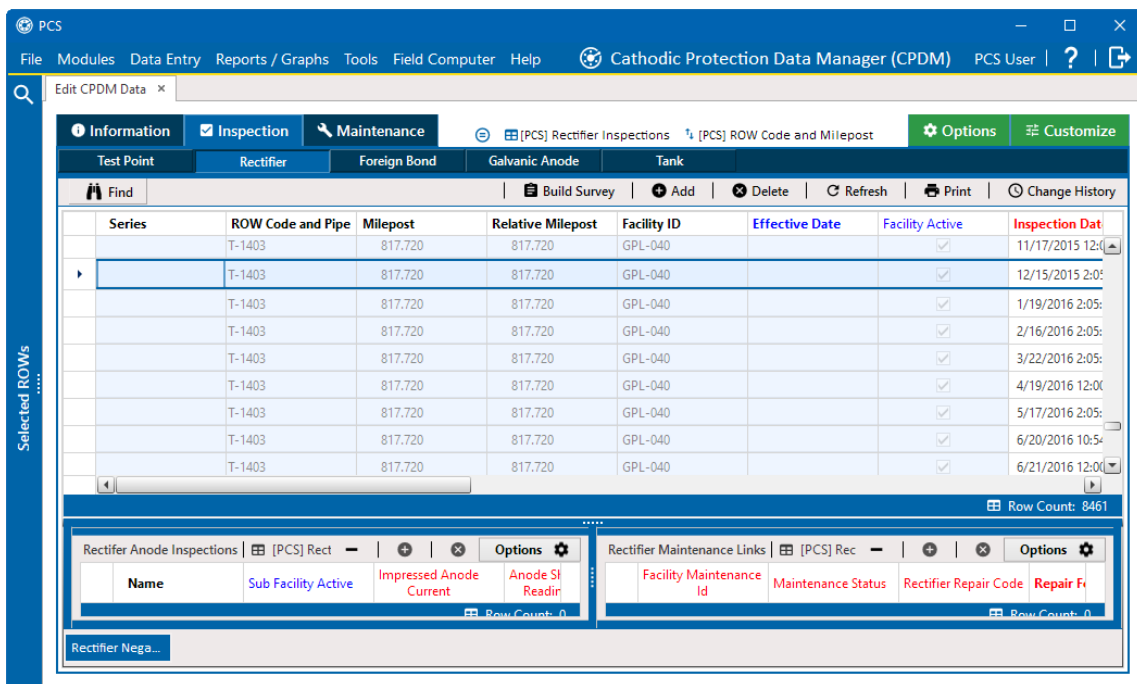 PCS
File Modules Data Entry Reports / Graphs Tools Field Computer Help Cathodic Protection Data Manager (CPDM) PCS User | ? |
Edit CPDM Data ×
Information Inspection Maintenance [PCS] Rectifier Inspections [PCS] ROW Code and Milepost Options Customize
Test Point Rectifier Foreign Bond Galvanic Anode Tank
Find | Build Survey | Add | Delete | Refresh | Print | Change History
Series ROW Code and Pipe Milepost Relative Milepost Facility ID Effective Date Facility Active Inspection Dat
T-1403 817.720 817.720 GPL-040 11/17/2015 12:0
T-1403 817.720 817.720 GPL-040 12/15/2015 2:05
T-1403 817.720 817.720 GPL-040 1/19/2016 2:05:
T-1403 817.720 817.720 GPL-040 2/16/2016 2:05:
T-1403 817.720 817.720 GPL-040 3/22/2016 2:05:
T-1403 817.720 817.720 GPL-040 4/19/2016 12:00
T-1403 817.720 817.720 GPL-040 5/17/2016 2:05:
T-1403 817.720 817.720 GPL-040 6/20/2016 10:54
T-1403 817.720 817.720 GPL-040 6/21/2016 12:00
Selected ROWs
Row Count: 8461
Rectifer Anode Inspections | [PCS] Rect Options Rectifier Maintenance Links | [PCS] Rec Options
Name Sub Facility Active Impressed Anode Current Anode Sh Readin Facility Maintenance Id Maintenance Status Rectifier Repair Code Repair Fo
Row Count: 0 Row Count: 0
Rectifier Nega...